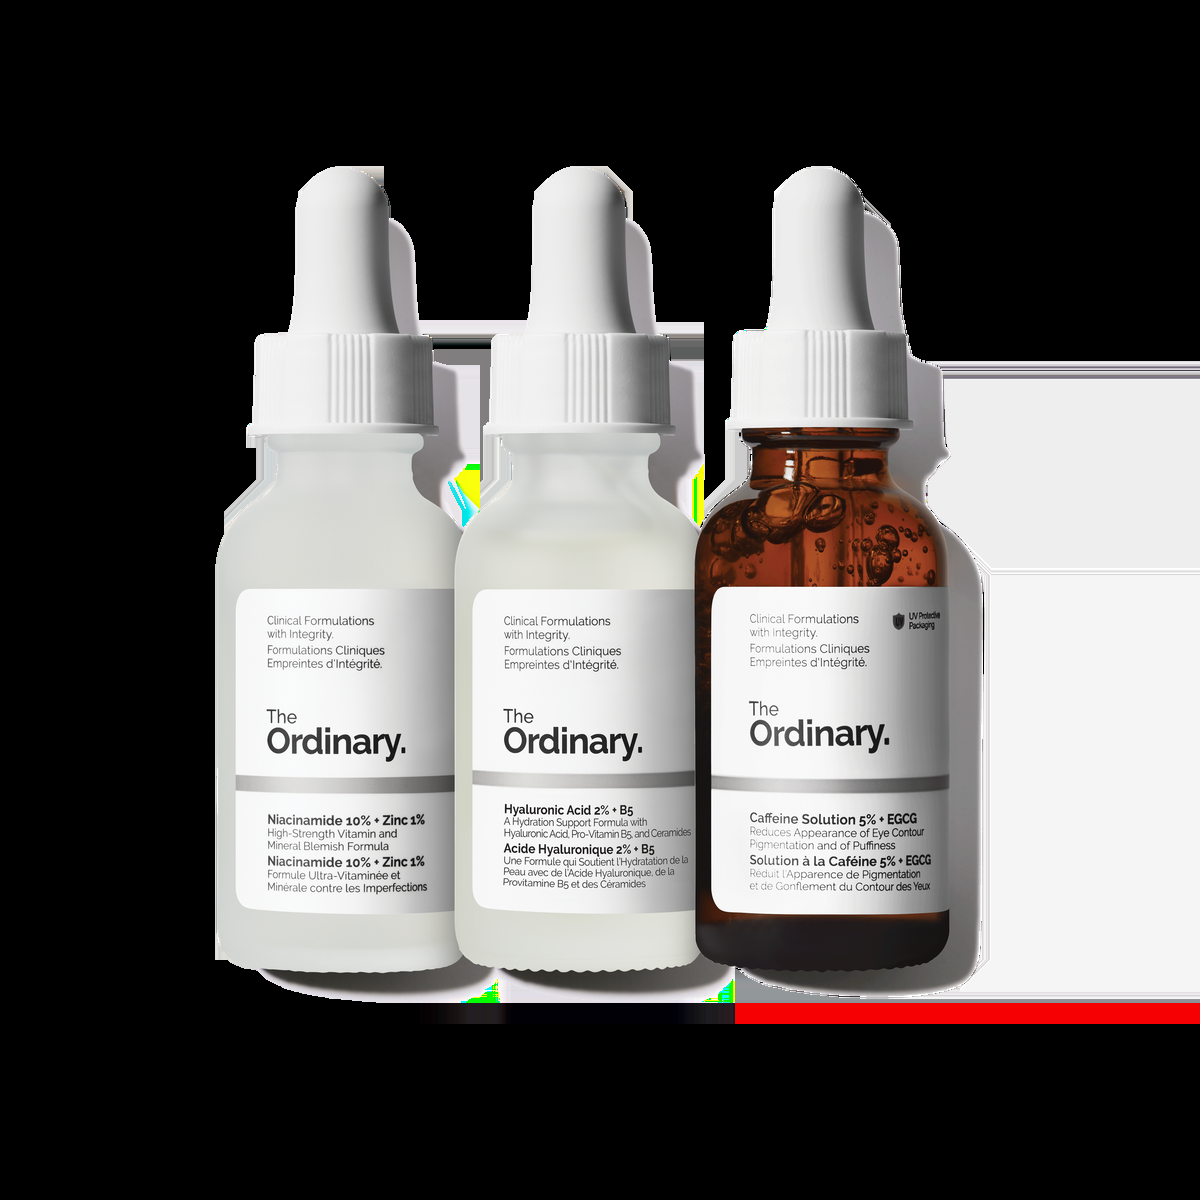 Clinical Formulations
with Integrity.
Formulations Cliniques
Empreintes d'Intégrité.
The
Ordinary.
Niacinamide 10% + Zinc 1%
High-Strength Vitamin and
Mineral Blemish Formula
Niacinamide 10% + Zinc 1%
Formule Ultra-Vitaminée et
Minérale contre les Imperfections
Clinical Formulations
with Integrity.
Formulations Cliniques
Empreintes d'Intégrité.
The
Ordinary.
Hyaluronic Acid 2% + B5
A Hydration Support Formula with
Hyaluronic Acid, Pro-Vitamin B5, and Ceramides
Acide Hyaluronique 2% + B5
Une Formule qui Soutient l'Hydratation de la
Peau avec de l'Acide Hyaluronique, de la
Provitamine B5 et des Céramides
Clinical Formulations
with Integrity.
Formulations Cliniques
Empreintes d'Intégrité.
UV Protective
Packaging
The
Ordinary.
Caffeine Solution 5% + EGCG
Reduces Appearance of Eye Contour
Pigmentation and of Puffiness
Solution à la Caféine 5% + EGCG
Réduit l'Apparence de Pigmentation
et de Gonflement du Contour des Yeux